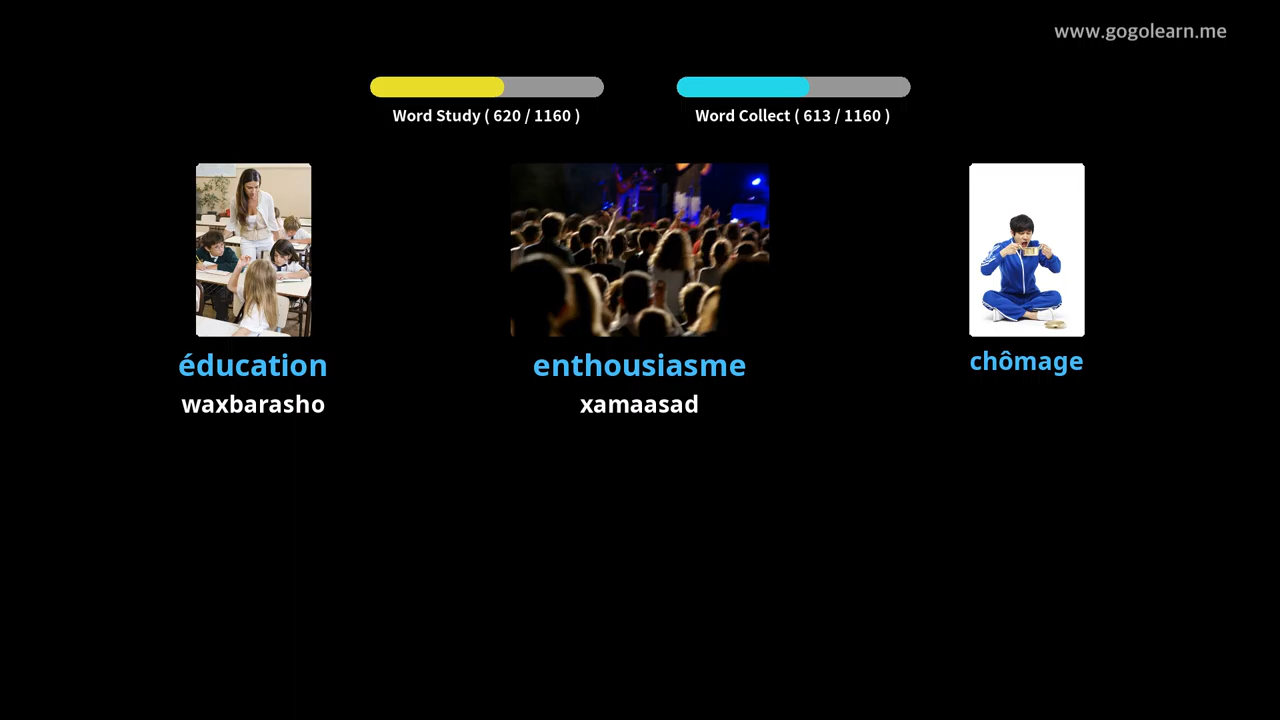 www.gogolearn.me
Word Study ( 620 / 1160 )
Word Collect ( 613 / 1160 )
éducation
enthousiasme
chômage
waxbarasho
xamaasad